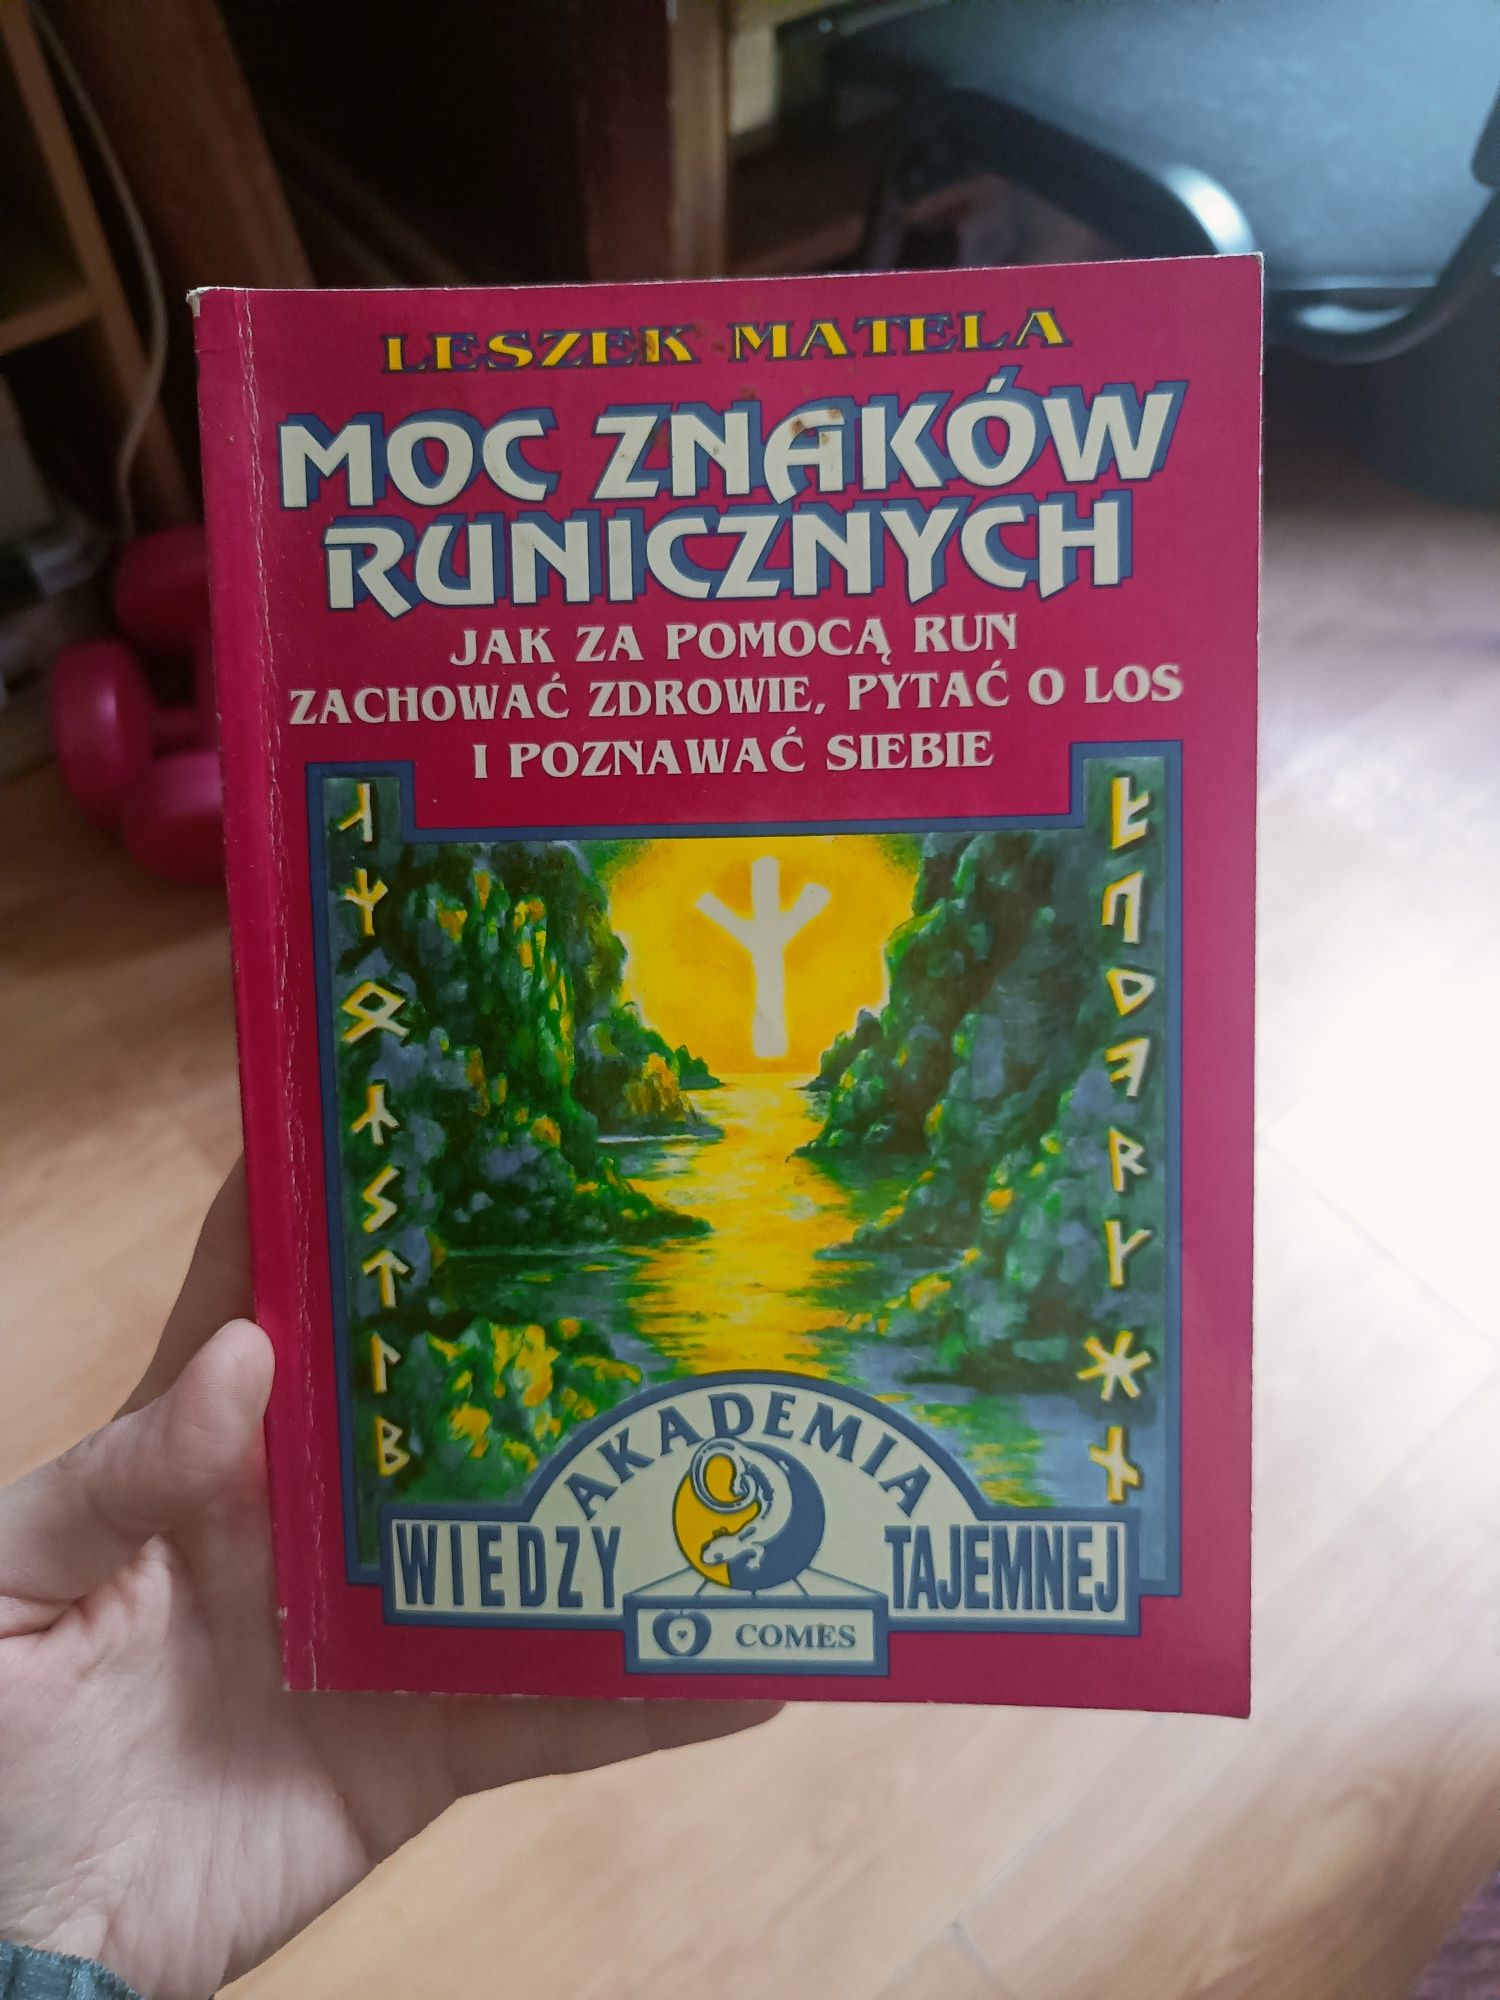 LESZEK MATELA
MOC ZNAKÓW
RUNICZNYCH
JAK ZA POMOCĄ RUN
ZACHOWAĆ ZDROWIE, PYTAĆ O LOS
I POZNAWAĆ SIEBIE
AKADEMIA
WIEDZY TAJEMNEJ
COMES